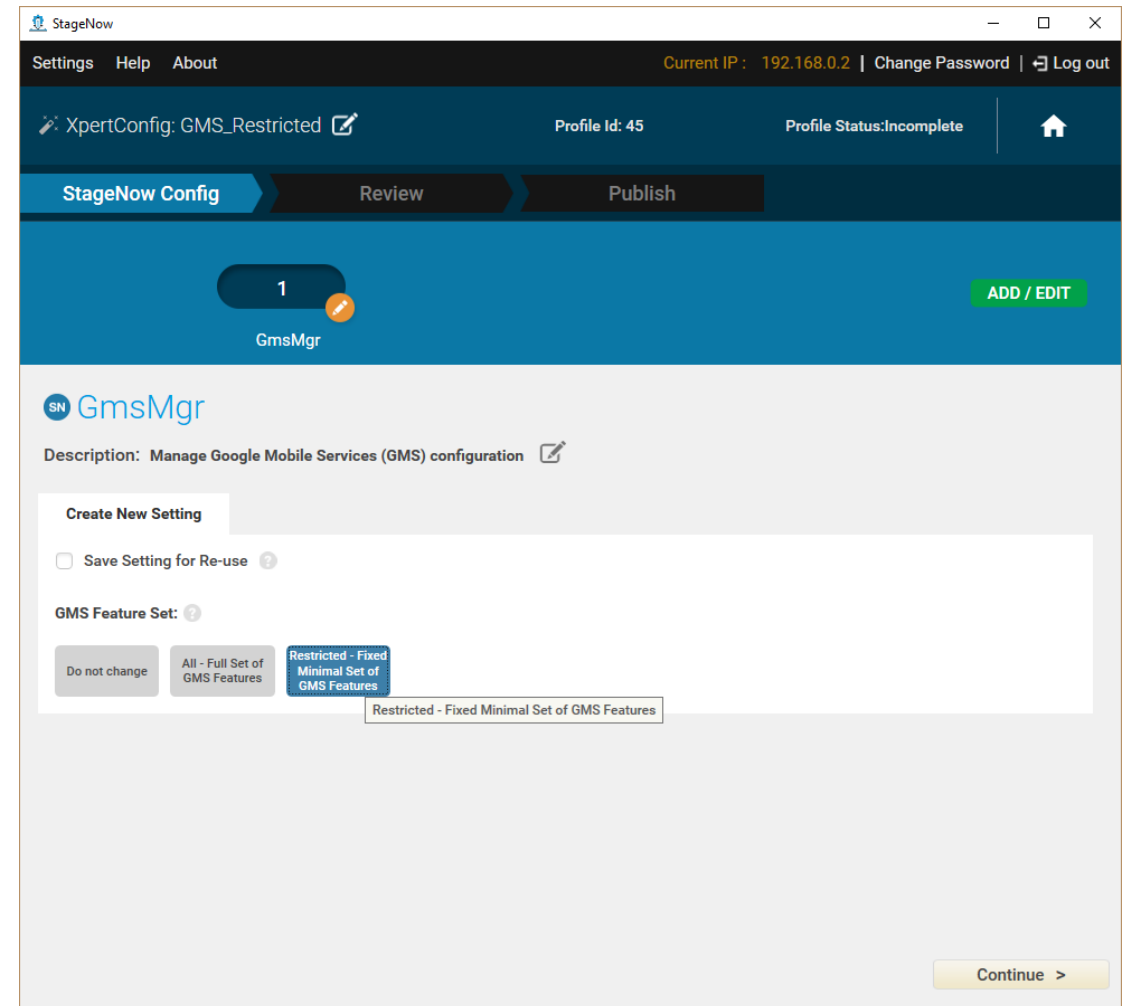 StageNow
Settings Help About Current IP : 192.168.0.2 | Change Password | Log out
XpertConfig: GMS_Restricted Profile Id: 45 Profile Status:Incomplete
StageNow Config Review Publish
1
ADD / EDIT
GmsMgr
SN GmsMgr
Description: Manage Google Mobile Services (GMS) configuration
Create New Setting
Save Setting for Re-use ?
GMS Feature Set: ?
Do not change
All - Full Set of
GMS Features
Restricted - Fixed
Minimal Set of
GMS Features
Restricted - Fixed Minimal Set of GMS Features
Continue >